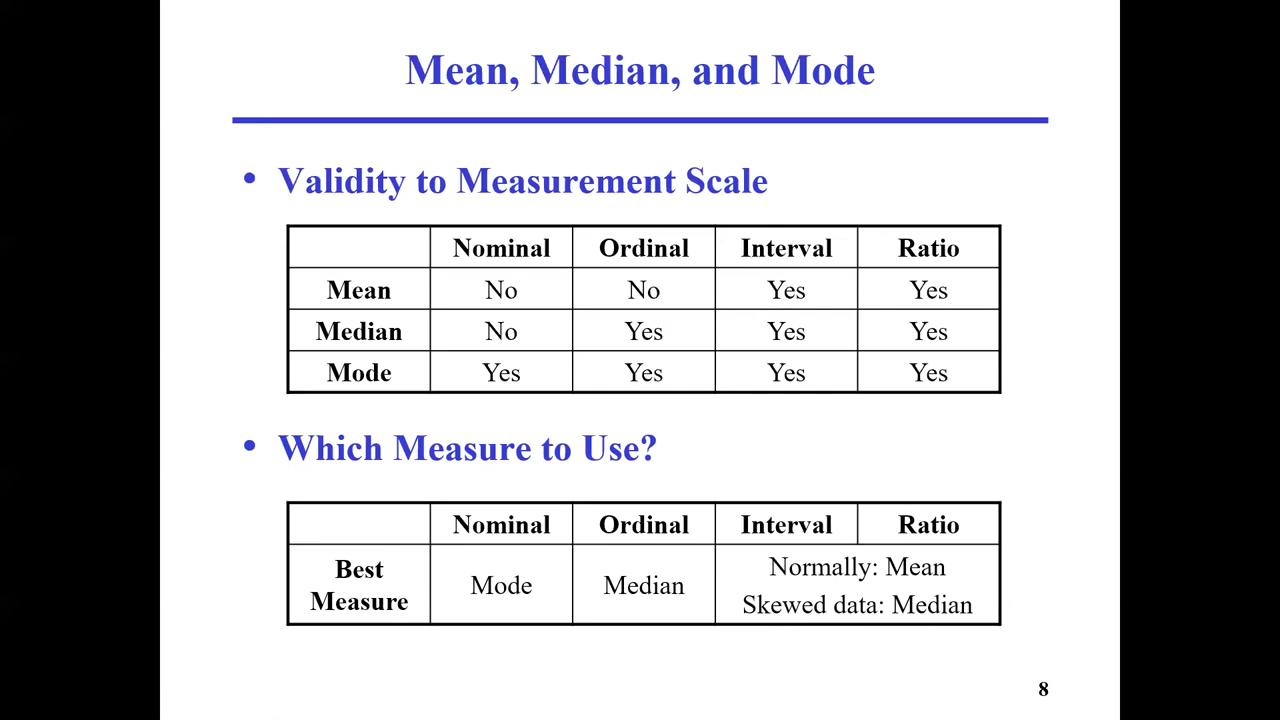 Mean, Median, and Mode
• Validity to Measurement Scale
Nominal Ordinal Interval Ratio
Mean No No Yes Yes
Median No Yes Yes Yes
Mode Yes Yes Yes Yes
• Which Measure to Use?
Nominal Ordinal Interval Ratio
Best Measure Mode Median Normally: Mean
Skewed data: Median
8